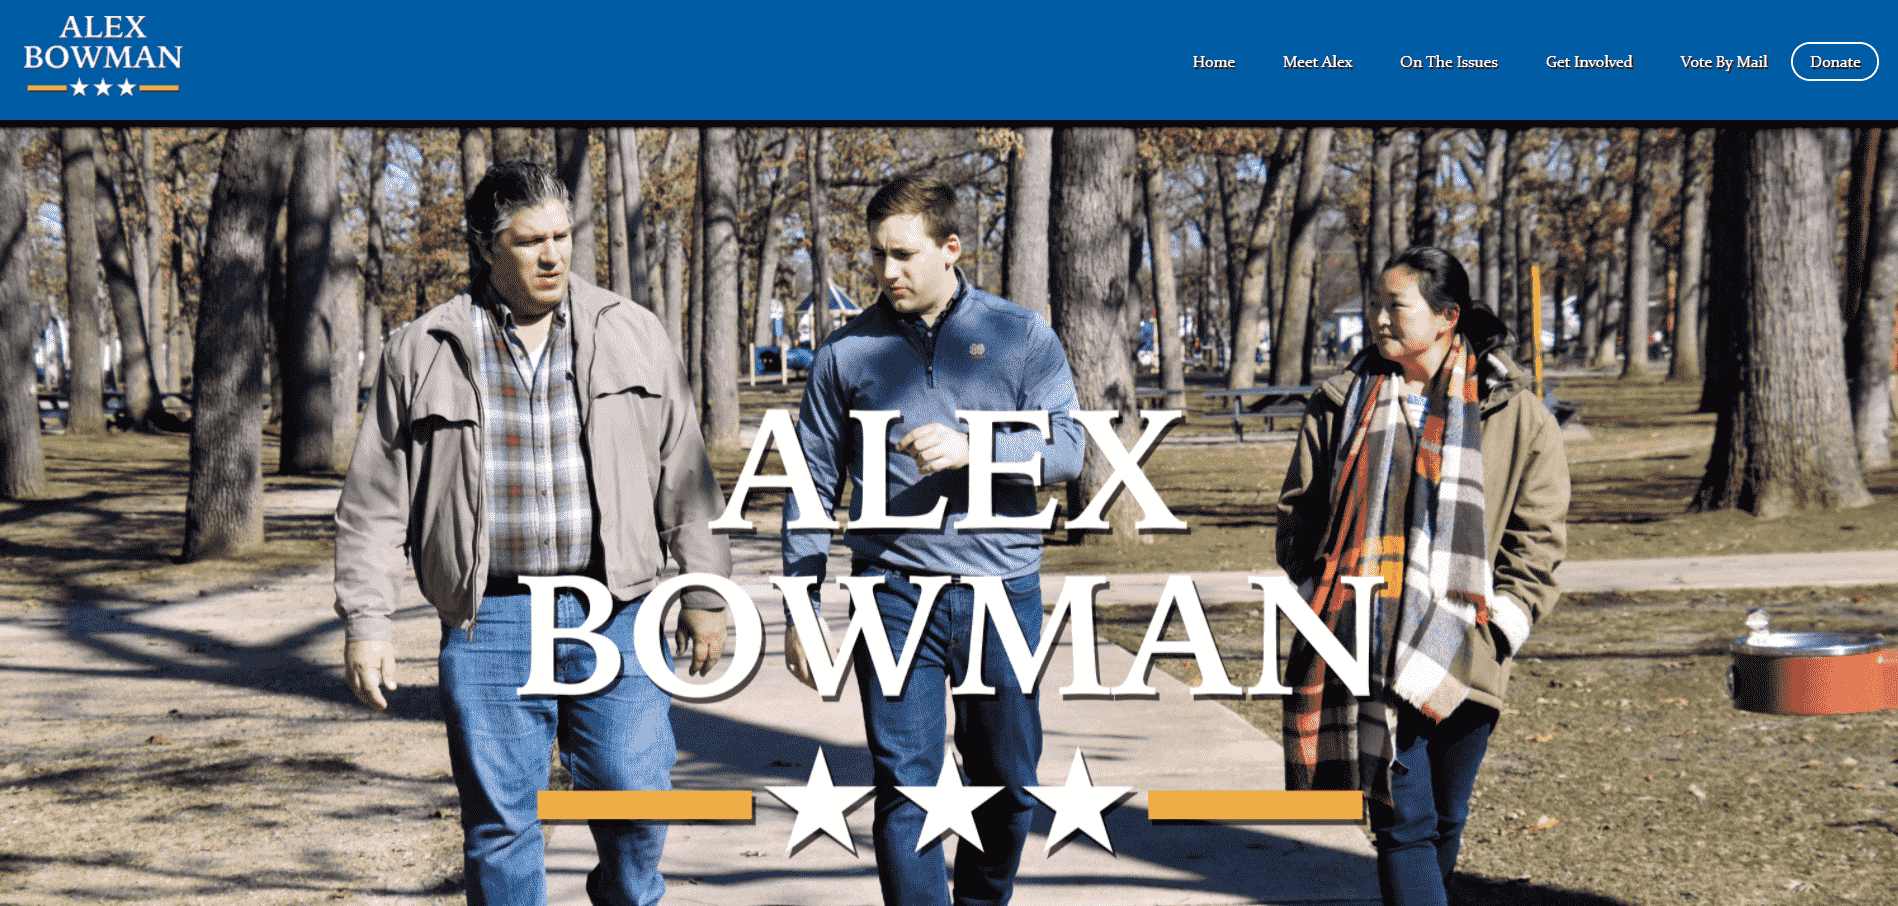 ALEX
BOWMAN
Home
Meet Alex
On The Issues
Get Involved
Vote By Mail
Donate
ALEX
BOWMAN